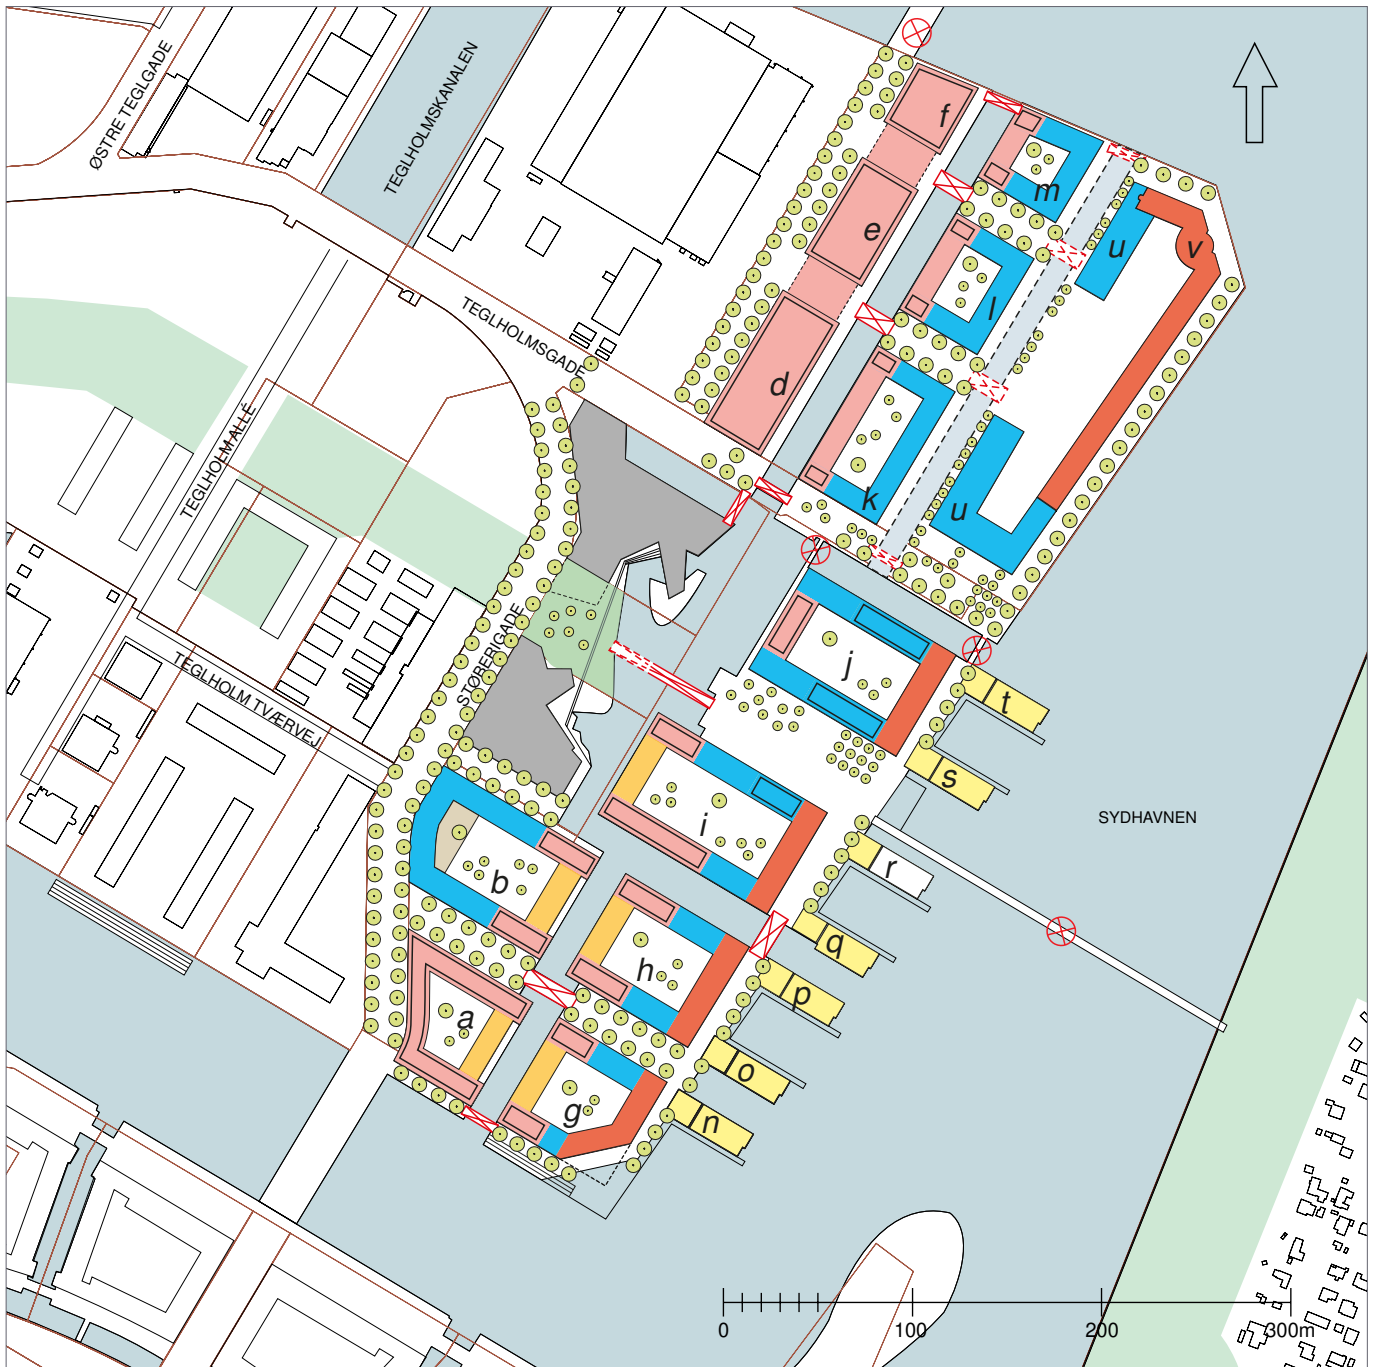 ØSTRE TEGLGADE
TEGLHOLMSKANALEN
f
m
e
u
v
l
TEGLHOLMSGADE
d
TEGLHOLM ALLÉ
k
u
STØBERIGADE
TEGLHOLM TVÆRVEJ
j
t
s
i
SYDHAVNEN
r
b
q
h
p
a
o
g
n
0 100 200 300m